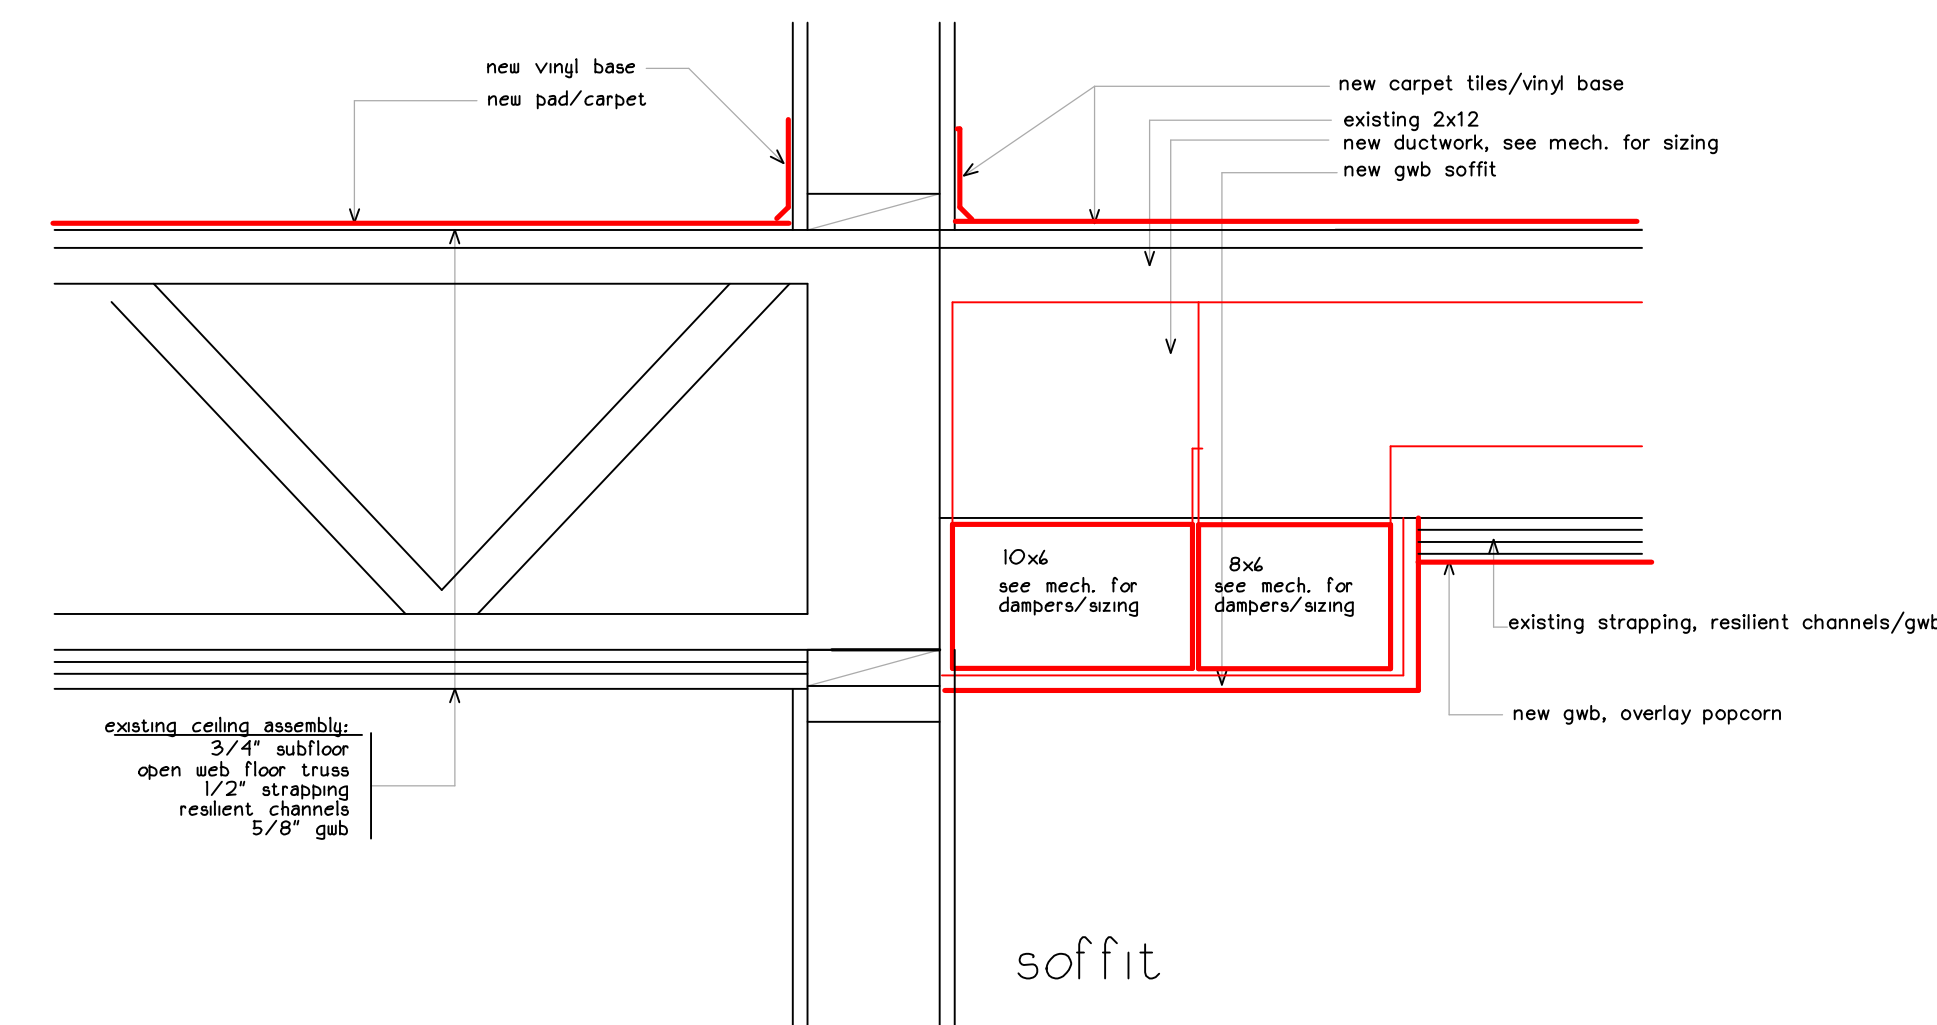 new vinyl base
new pad/carpet
new carpet tiles/vinyl base
existing 2x12
new ductwork, see mech. for sizing
new gwb soffit
10x6
see mech. for
dampers/sizing
8x6
see mech. for
dampers/sizing
existing strapping, resilient channels/gwb
new gwb, overlay popcorn
existing ceiling assembly:
3/4" subfloor
open web floor truss
1/2" strapping
resilient channels
5/8" gwb
soffit